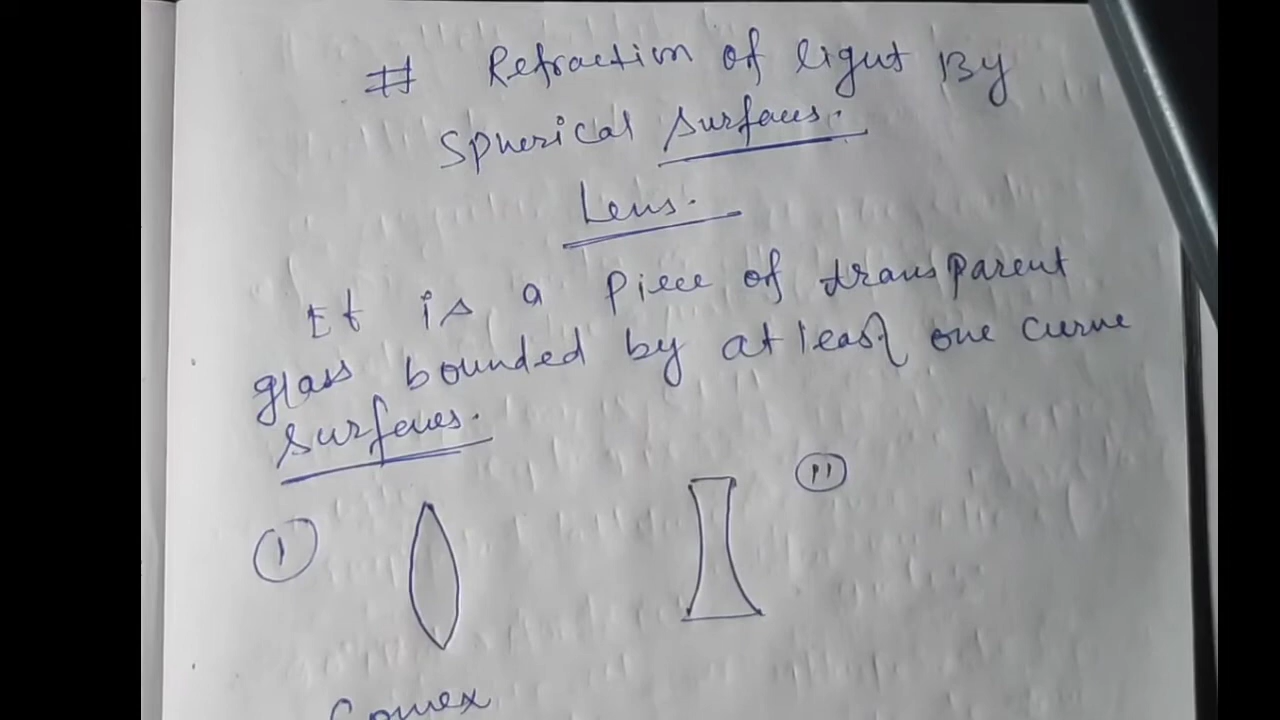 # Refraction of light By
Spherical Surfaces.
Lens.
It is a Piece of transparent
glass bounded by at least one curve
surfaces.
I II
Convex